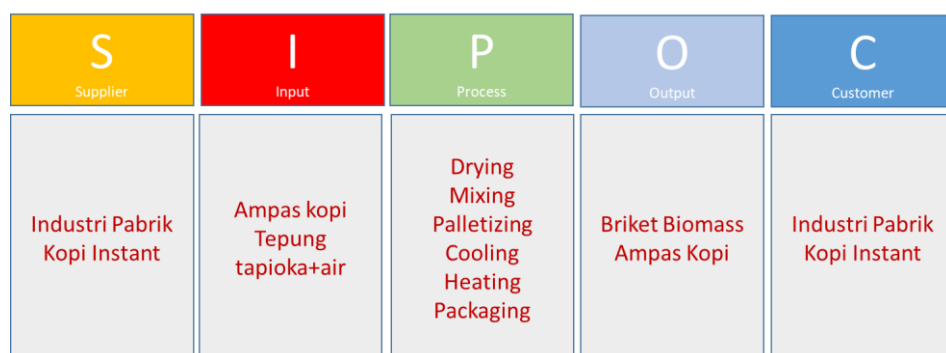 S
Supplier
I
Input
P
Process
O
Output
C
Customer
Industri Pabrik
Kopi Instant
Ampas kopi
Tepung
tapioka+air
Drying
Mixing
Palletizing
Cooling
Heating
Packaging
Briket Biomass
Ampas Kopi
Industri Pabrik
Kopi Instant